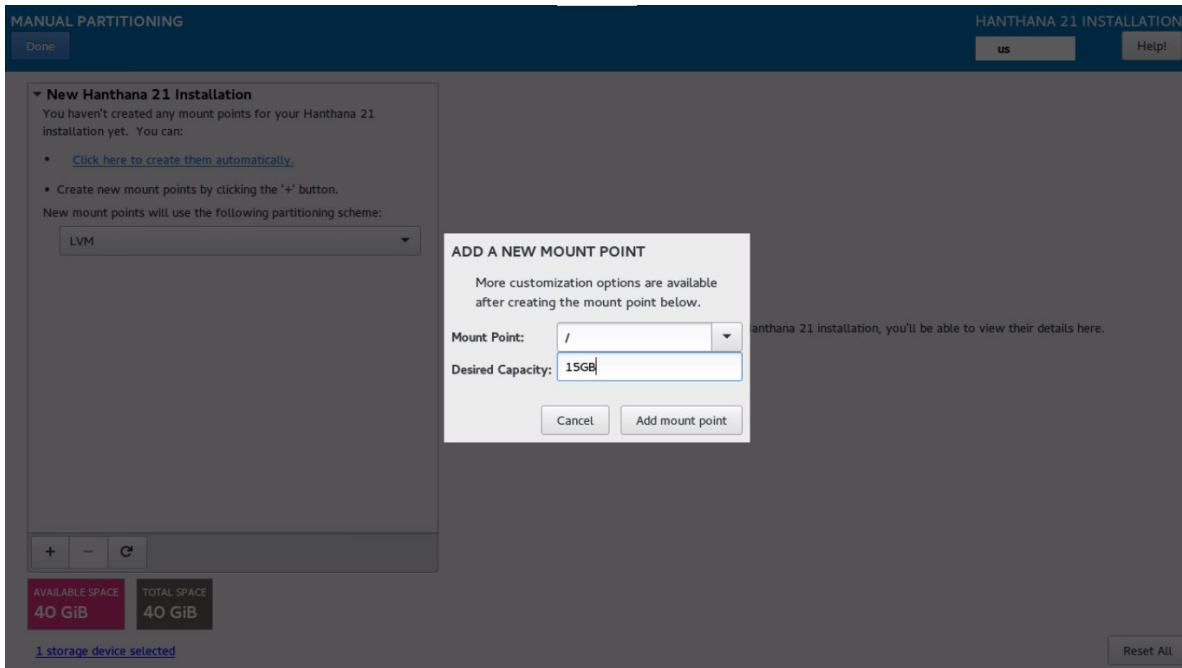 MANUAL PARTITIONING
Done
HANTHANA 21 INSTALLATION
us
Help!
New Hanthana 21 Installation
You haven't created any mount points for your Hanthana 21
installation yet. You can:
• Click here to create them automatically.
• Create new mount points by clicking the '+' button.
New mount points will use the following partitioning scheme:
LVM
ADD A NEW MOUNT POINT
More customization options are available
after creating the mount point below.
Mount Point: /
Desired Capacity: 15GB
Cancel Add mount point
21 installation, you'll be able to view their details here.
+ −
AVAILABLE SPACE
40 GiB
TOTAL SPACE
40 GiB
1 storage device selected
Reset All